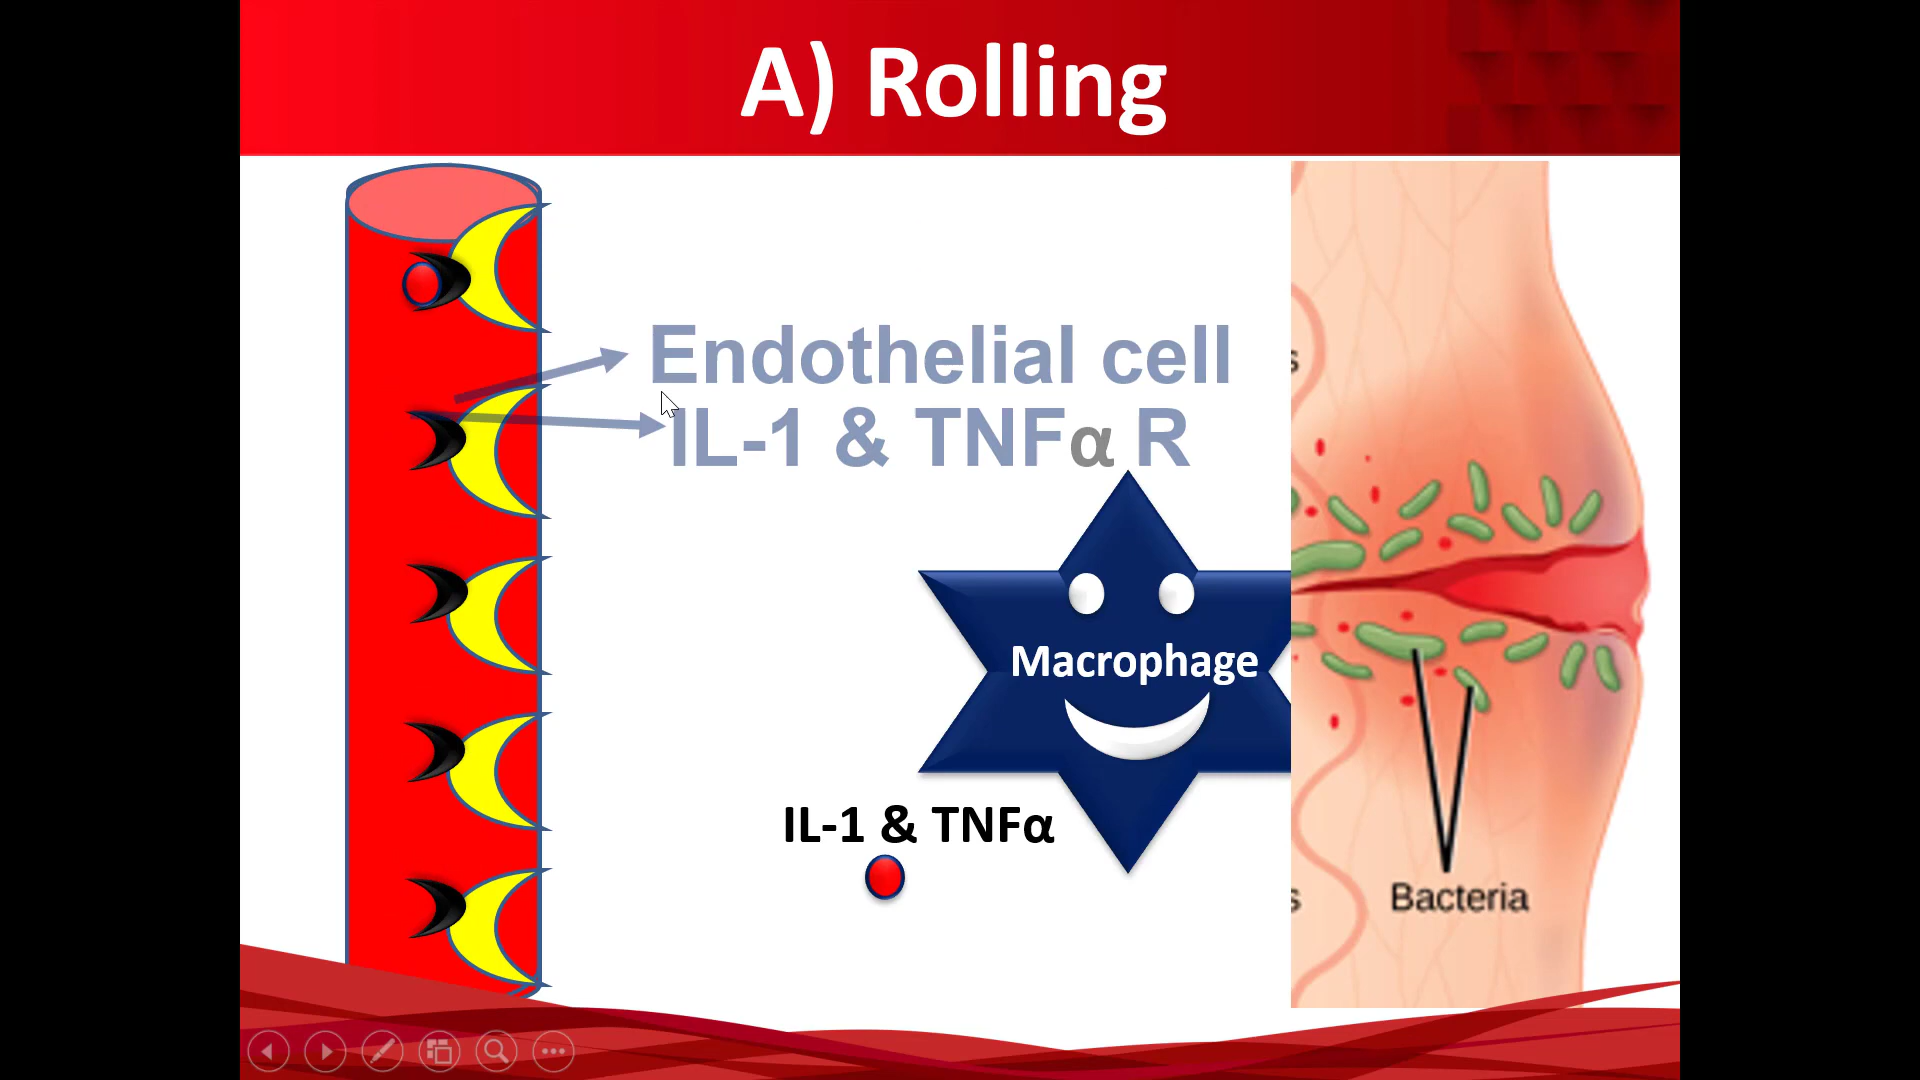 A) Rolling
Endothelial cell
IL-1 & TNFα R
Macrophage
IL-1 & TNFα
s
s
Bacteria